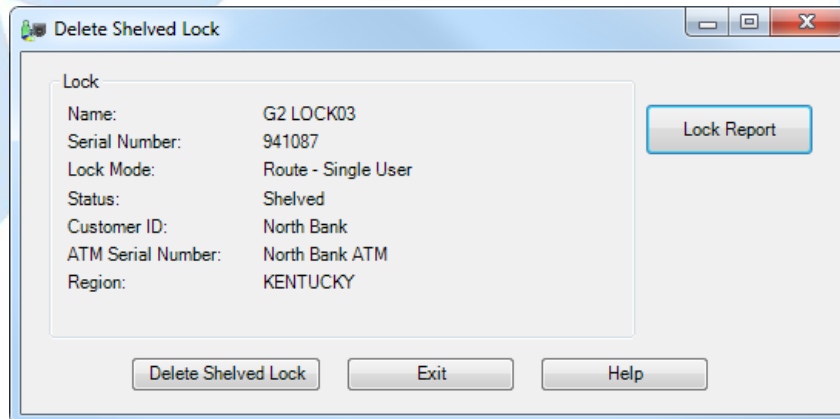 Delete Shelved Lock
Lock
Name: G2 LOCK03
Serial Number: 941087
Lock Mode: Route - Single User
Status: Shelved
Customer ID: North Bank
ATM Serial Number: North Bank ATM
Region: KENTUCKY
Lock Report
Delete Shelved Lock Exit Help